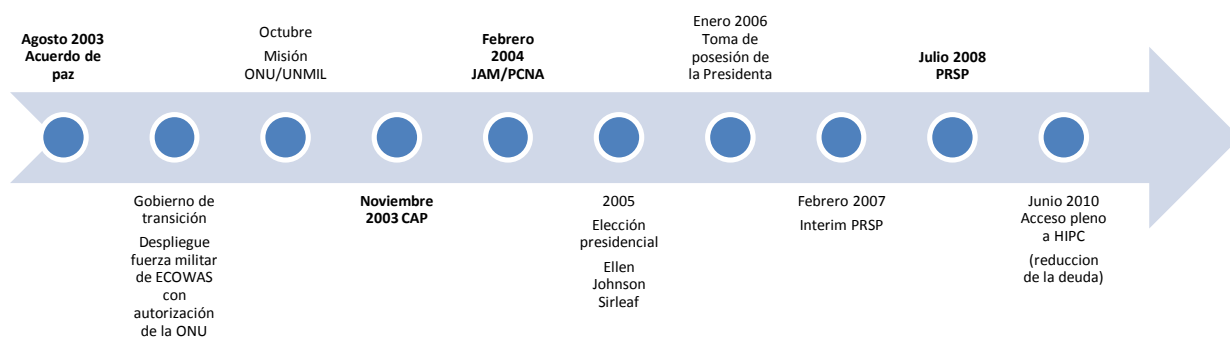 Agosto 2003
Acuerdo de
paz
Gobierno de
transición
Despliegue
fuerza militar
de ECOWAS
con
autorización
de la ONU
Octubre
Misión
ONU/UNMIL
Noviembre
2003 CAP
Febrero
2004
JAM/PCNA
2005
Elección
presidencial
Ellen
Johnson
Sirleaf
Enero 2006
Toma de
posesión de
la Presidenta
Febrero 2007
Interim PRSP
Julio 2008
PRSP
Junio 2010
Acceso pleno
a HIPC
(reduccion
de la deuda)